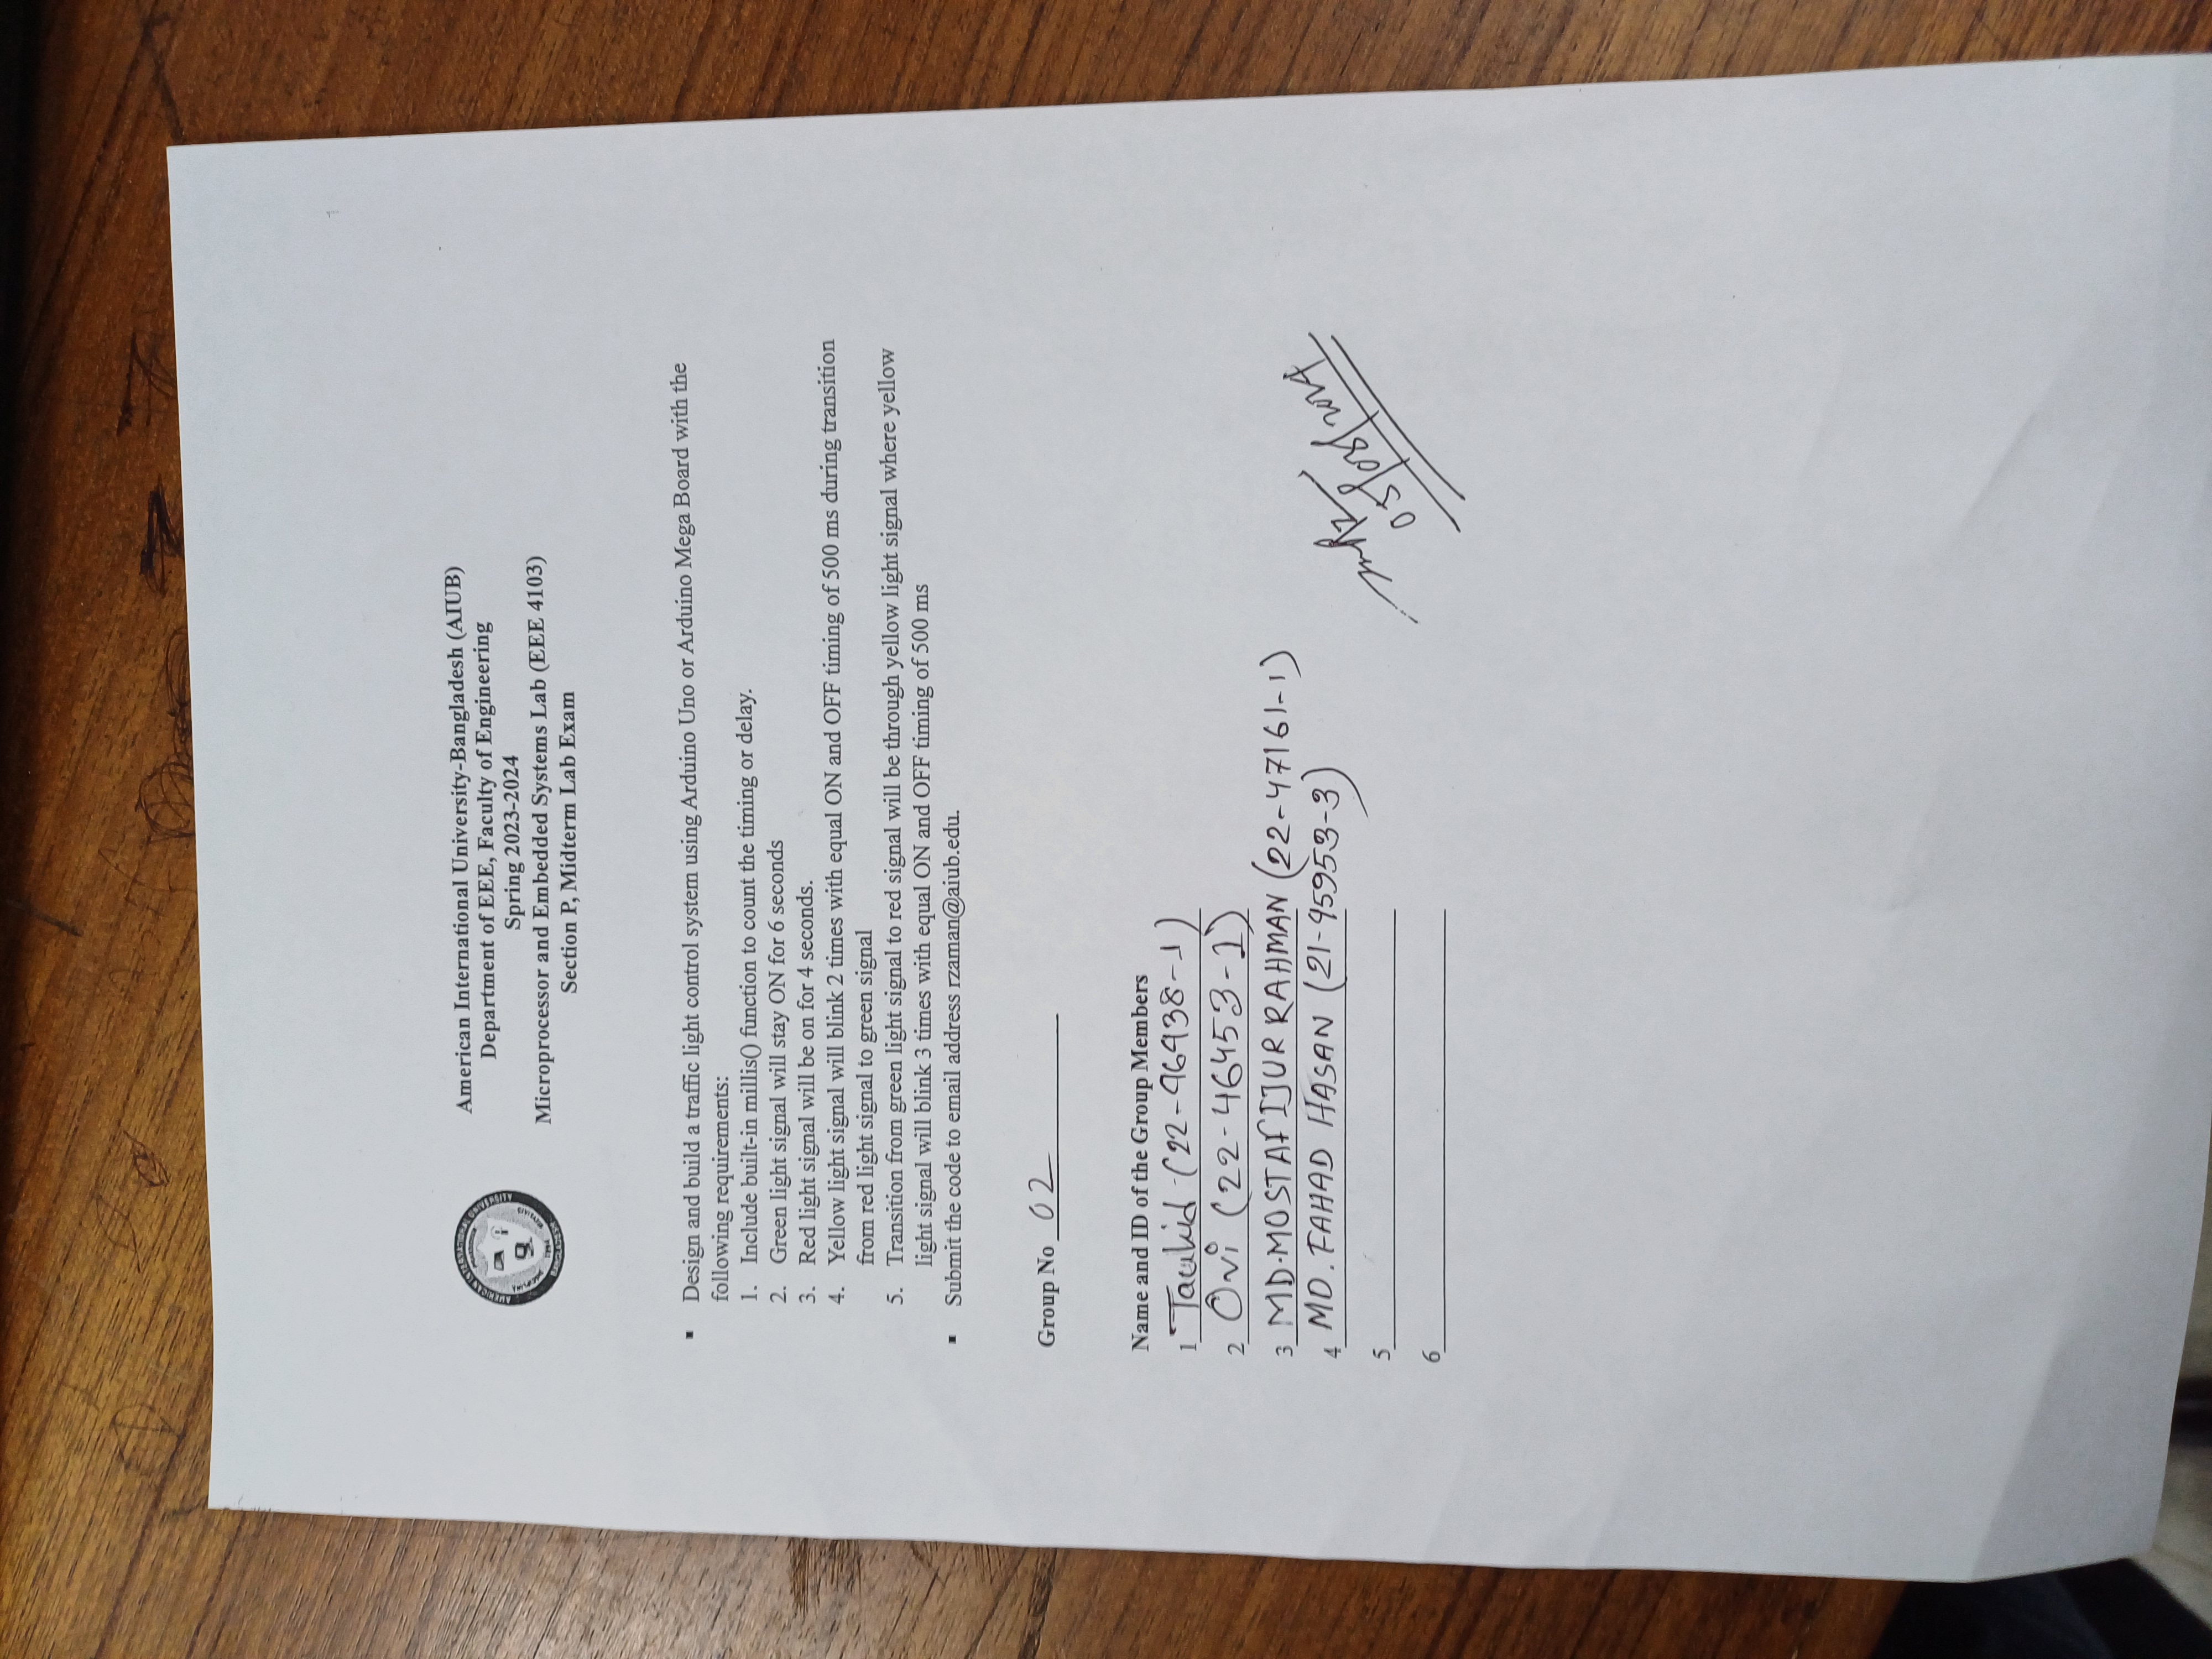 American International University-Bangladesh (AIUB)
Department of EEE, Faculty of Engineering
Spring 2023-2024
Microprocessor and Embedded Systems Lab (EEE 4103)
Section P, Midterm Lab Exam
▪ Design and build a traffic light control system using Arduino Uno or Arduino Mega Board with the
following requirements:
1. Include built-in millis() function to count the timing or delay.
2. Green light signal will stay ON for 6 seconds
3. Red light signal will be on for 4 seconds.
4. Yellow light signal will blink 2 times with equal ON and OFF timing of 500 ms during transition
from red light signal to green signal
5. Transition from green light signal to red signal will be through yellow light signal where yellow
light signal will blink 3 times with equal ON and OFF timing of 500 ms
▪ Submit the code to email address rzaman@aiub.edu.
Group No 02
Name and ID of the Group Members
1 Tauhid (22-46438-1)
2 Ovi (22-46453-1)
3 MD.MOSTAFIJUR RAHMAN (22-47161-1)
4 MD. FAHAD HASAN (21-45953-3)
05/03/2024
5
6